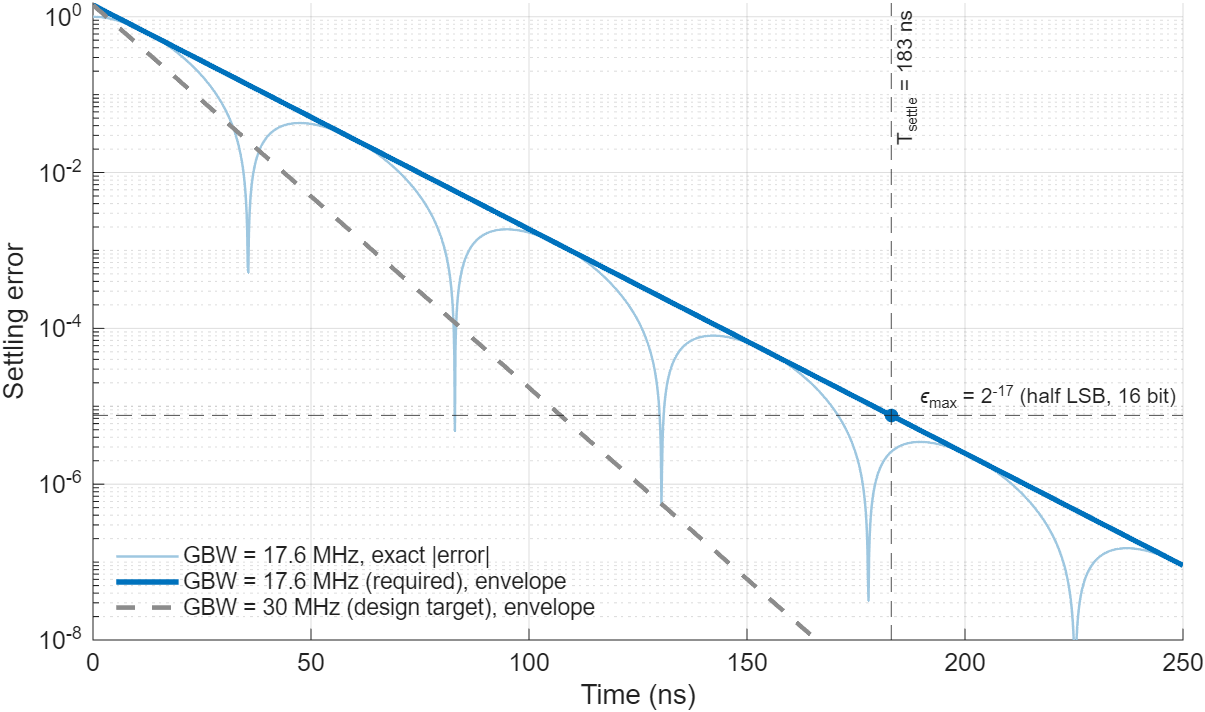 10⁰
10⁻²
10⁻⁴
10⁻⁶
10⁻⁸
Settling error
T_settle = 183 ns
ϵ_max = 2⁻¹⁷ (half LSB, 16 bit)
GBW = 17.6 MHz, exact |error|
GBW = 17.6 MHz (required), envelope
GBW = 30 MHz (design target), envelope
0 50 100 150 200 250
Time (ns)